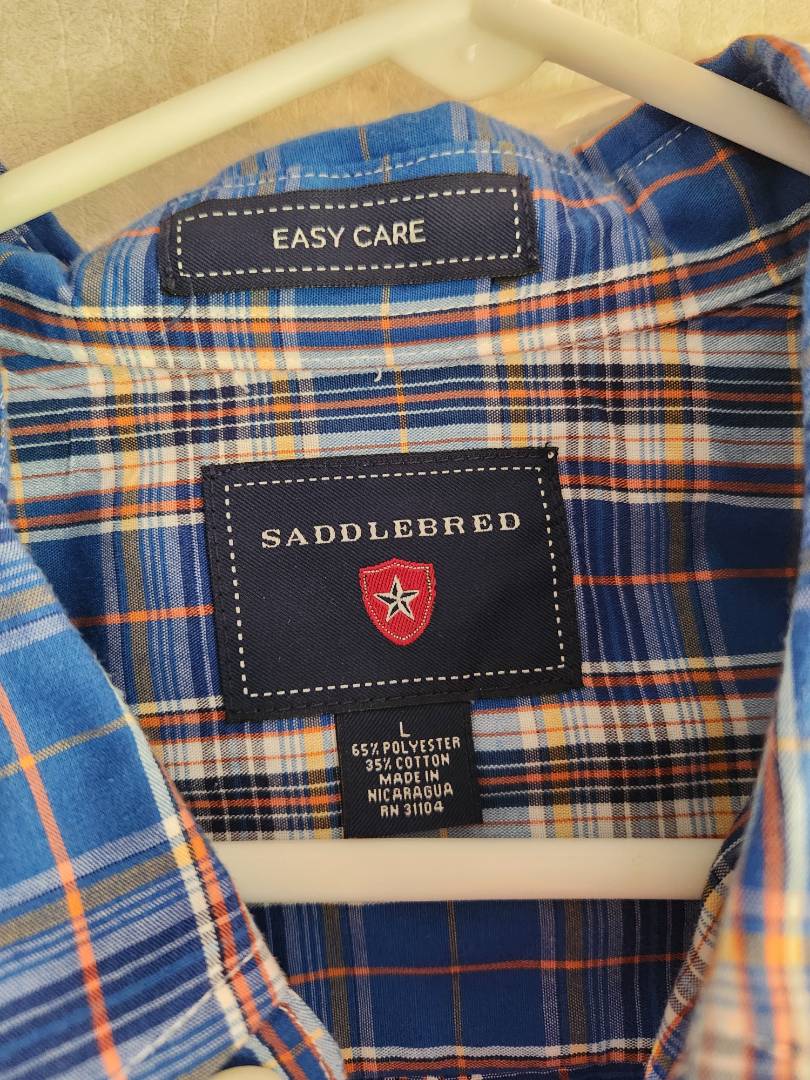 EASY CARE
SADDLEBRED
L
65% POLYESTER
35% COTTON
MADE IN
NICARAGUA
RN 31104